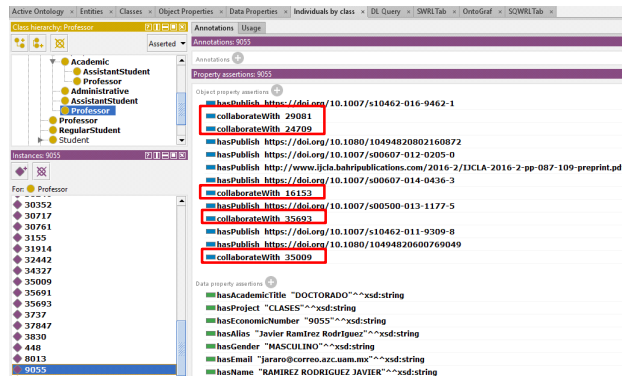 Active Ontology × Entities × Classes × Object Properties × Data Properties × Individuals by class × DL Query × SWRLTab × OntoGraf × SQWRLTab ×
Class hierarchy: Professor
Asserted
Academic
AssistantStudent
Professor
Administrative
AssistantStudent
Professor
Professor
RegularStudent
Student
Instances: 9055
For: Professor
30352
30717
30761
3155
31914
32442
34327
35009
35691
35693
3737
37847
3830
448
8013
9055
Annotations Usage
Annotations: 9055
Annotations
Property assertions: 9055
Object property assertions
hasPublish https://doi.org/10.1007/s10462-016-9462-1
collaborateWith 29081
collaborateWith 24709
hasPublish https://doi.org/10.1080/10494820802160872
hasPublish https://doi.org/10.1007/s00607-012-0205-0
hasPublish http://www.ijcla.bahripublications.com/2016-2/IJCLA-2016-2-pp-087-109-preprint.pd
hasPublish https://doi.org/10.1007/s00607-014-0436-3
collaborateWith 16153
hasPublish https://doi.org/10.1007/s00500-013-1177-5
collaborateWith 35693
hasPublish https://doi.org/10.1007/s10462-011-9309-8
hasPublish https://doi.org/10.1080/10494820600769049
collaborateWith 35009
Data property assertions
hasAcademicTitle "DOCTORADO"^^xsd:string
hasProject "CLASES"^^xsd:string
hasEconomicNumber "9055"^^xsd:string
hasAlias "Javier RamIrez RodrIguez"^^xsd:string
hasGender "MASCULINO"^^xsd:string
hasEmail "jararo@correo.azc.uam.mx"^^xsd:string
hasName "RAMIREZ RODRIGUEZ JAVIER"^^xsd:string